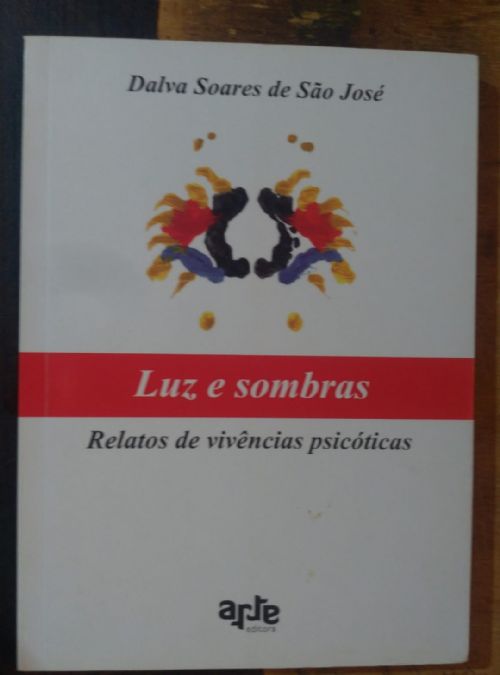 Dalva Soares de São José
Luz e sombras
Relatos de vivências psicóticas
arte
editora